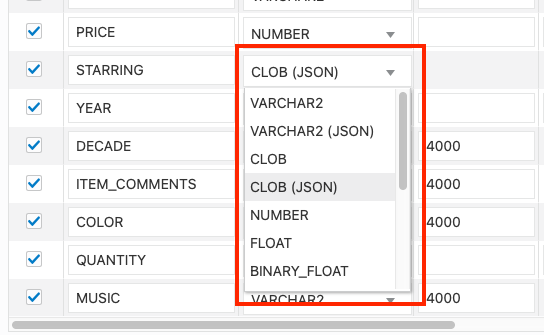 PRICE NUMBER
STARRING CLOB (JSON)
YEAR VARCHAR2
DECADE VARCHAR2 (JSON) 4000
CLOB
ITEM_COMMENTS CLOB (JSON) 4000
COLOR NUMBER 4000
FLOAT
QUANTITY BINARY_FLOAT
MUSIC VARCHAR2 4000